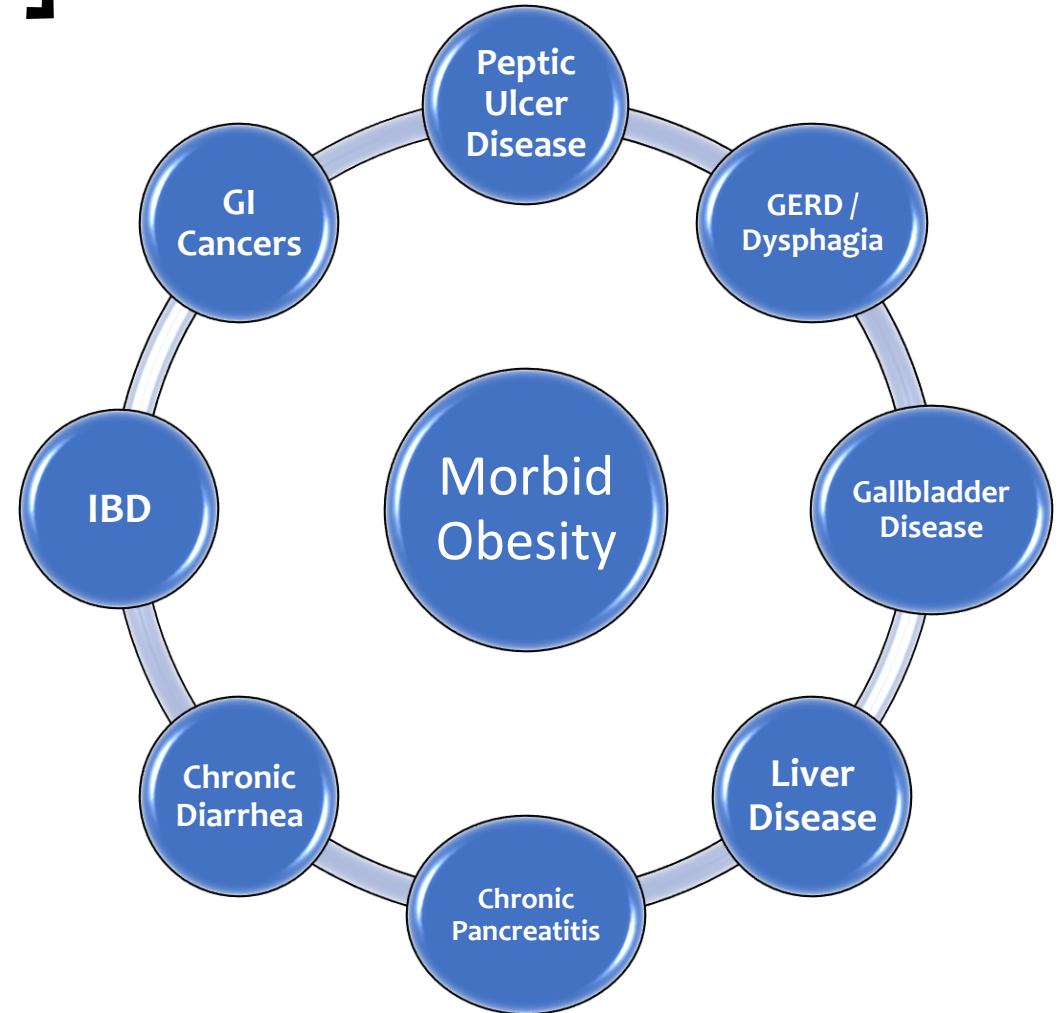 Peptic
Ulcer
Disease
GERD /
Dysphagia
Gallbladder
Disease
Liver
Disease
Chronic
Pancreatitis
Chronic
Diarrhea
IBD
GI
Cancers
Morbid
Obesity